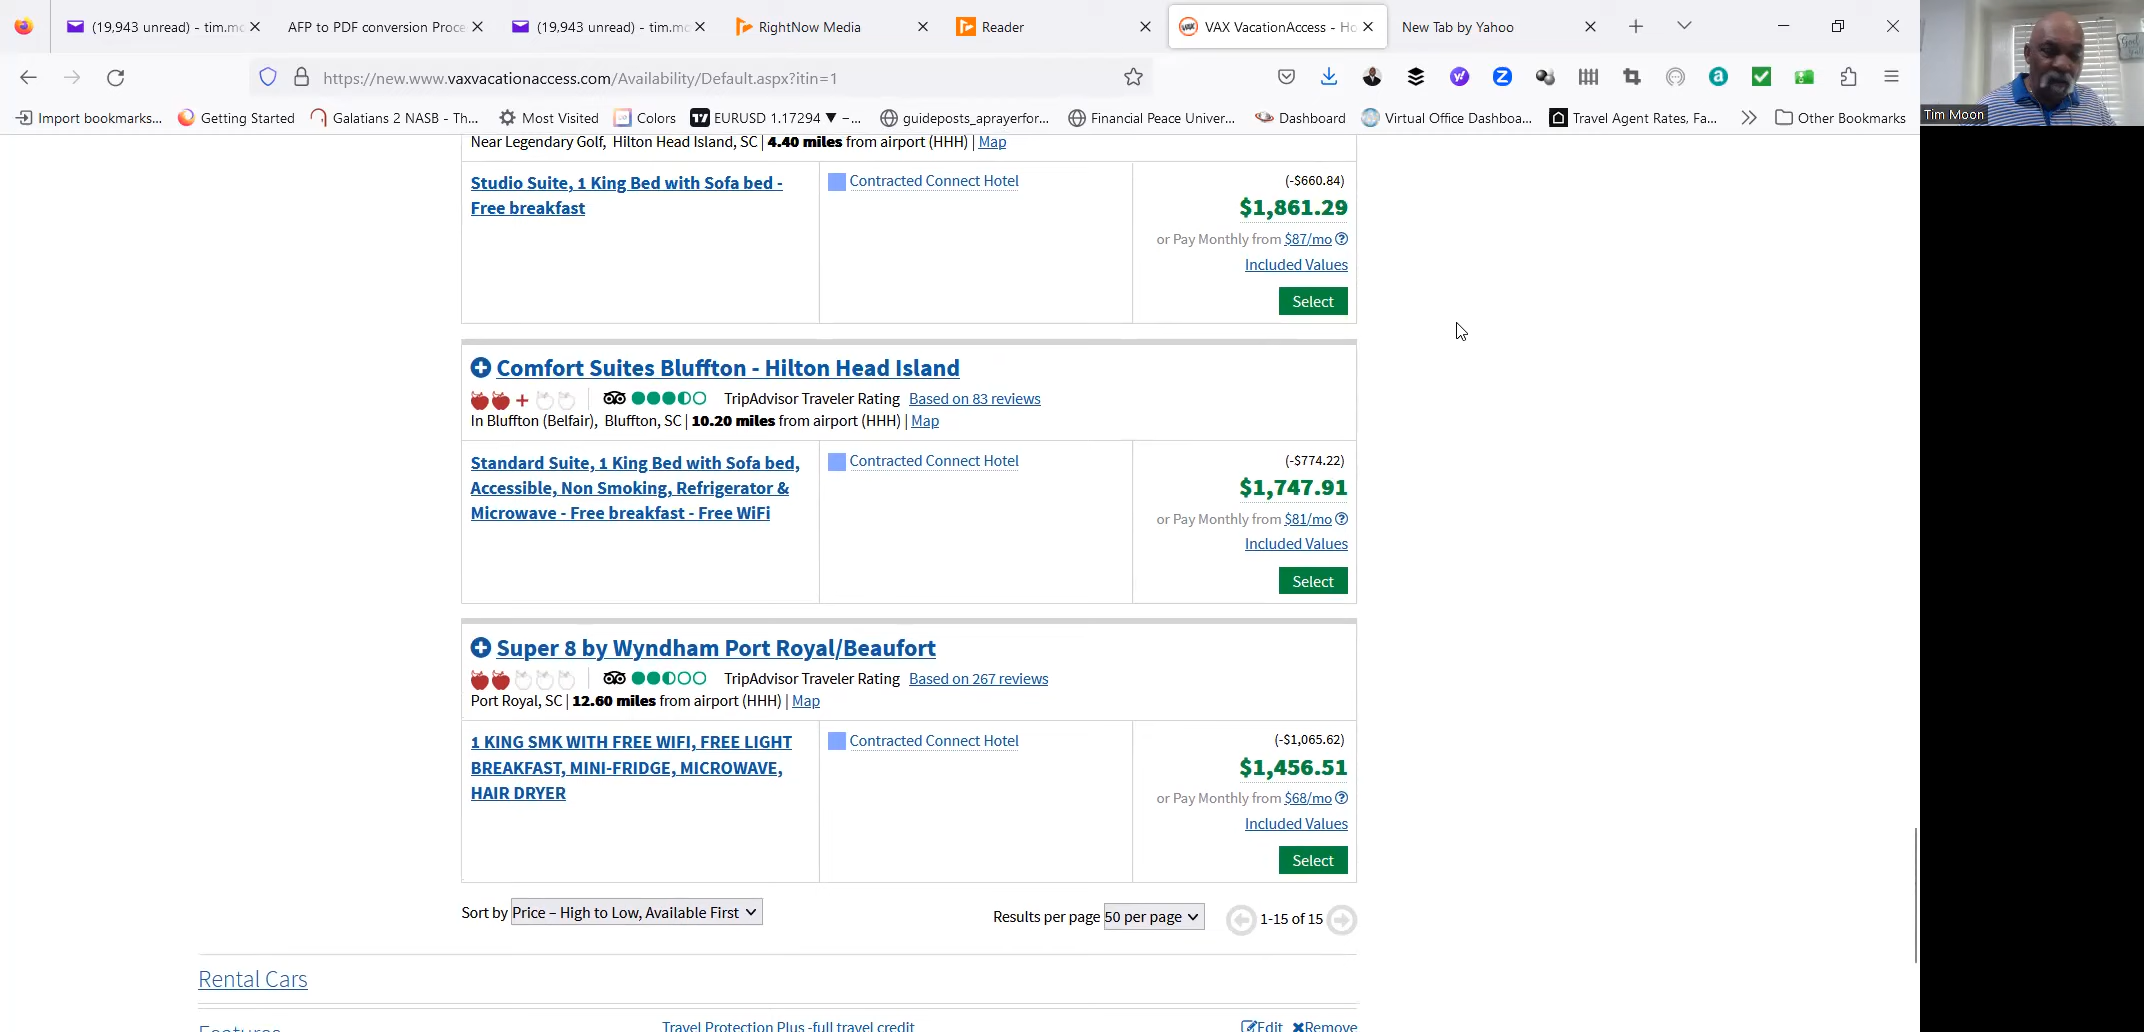 (19,943 unread) - tim.mo
AFP to PDF conversion Proce
(19,943 unread) - tim.mo
RightNow Media
Reader
VAX VacationAccess - Ho
New Tab by Yahoo
https://new.www.vaxvacationaccess.com/Availability/Default.aspx?itin=1
Import bookmarks...
Getting Started
Galatians 2 NASB - Th...
Most Visited
Colors
EURUSD 1.17294 ▼ –...
guideposts_aprayerfor...
Financial Peace Univer...
Dashboard
Virtual Office Dashboa...
Travel Agent Rates, Fa...
Other Bookmarks
Tim Moon
Near Legendary Golf, Hilton Head Island, SC | 4.40 miles from airport (HHH) | Map
Studio Suite, 1 King Bed with Sofa bed -
Free breakfast
Contracted Connect Hotel
(-$660.84)
$1,861.29
or Pay Monthly from $87/mo
Included Values
Select
Comfort Suites Bluffton - Hilton Head Island
TripAdvisor Traveler Rating Based on 83 reviews
In Bluffton (Belfair), Bluffton, SC | 10.20 miles from airport (HHH) | Map
Standard Suite, 1 King Bed with Sofa bed,
Accessible, Non Smoking, Refrigerator &
Microwave - Free breakfast - Free WiFi
Contracted Connect Hotel
(-$774.22)
$1,747.91
or Pay Monthly from $81/mo
Included Values
Select
Super 8 by Wyndham Port Royal/Beaufort
TripAdvisor Traveler Rating Based on 267 reviews
Port Royal, SC | 12.60 miles from airport (HHH) | Map
1 KING SMK WITH FREE WIFI, FREE LIGHT
BREAKFAST, MINI-FRIDGE, MICROWAVE,
HAIR DRYER
Contracted Connect Hotel
(-$1,065.62)
$1,456.51
or Pay Monthly from $68/mo
Included Values
Select
Sort by Price – High to Low, Available First
Results per page 50 per page
1-15 of 15
Rental Cars
Features
Travel Protection Plus -full travel credit
Edit
Remove